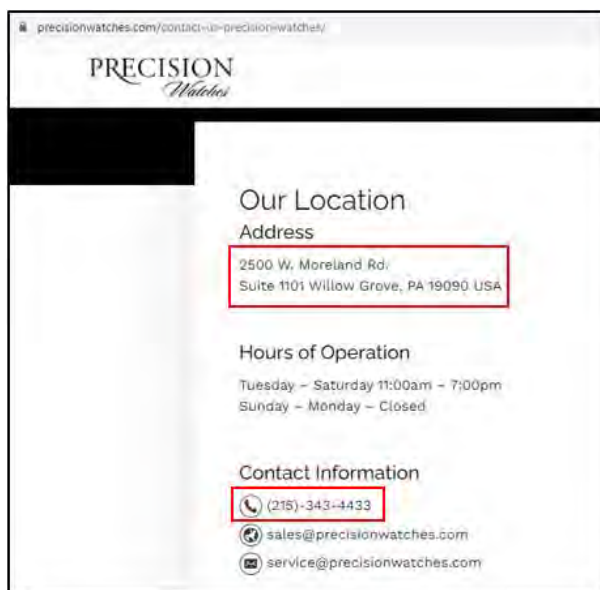 precisionwatches.com/contact-us-precision-watches/
PRECISION
Watches
Our Location
Address
2500 W. Moreland Rd.
Suite 1101 Willow Grove, PA 19090 USA
Hours of Operation
Tuesday – Saturday 11:00am – 7:00pm
Sunday – Monday – Closed
Contact Information
(215)-343-4433
sales@precisionwatches.com
service@precisionwatches.com